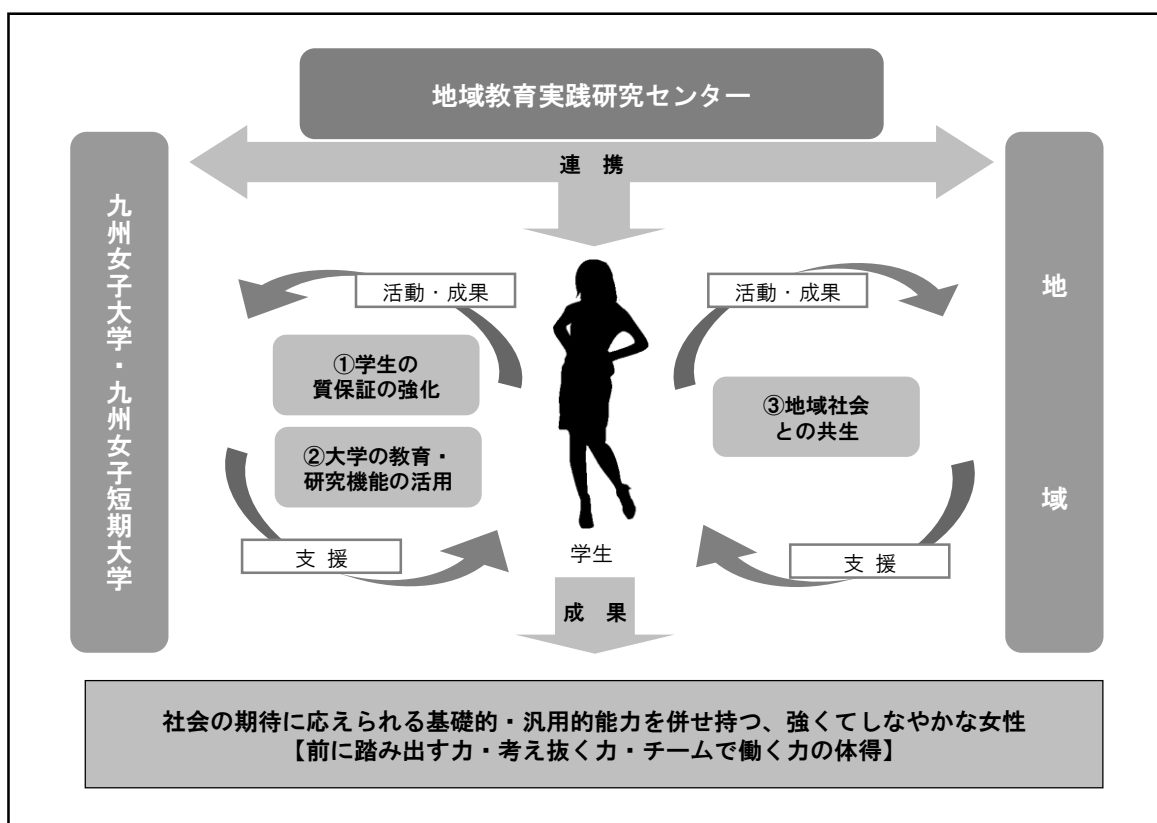 地域教育実践研究センター
連 携
九州女子大学・九州女子短期大学
活動・成果
活動・成果
地域
①学生の
質保証の強化
②大学の教育・
研究機能の活用
③地域社会
との共生
支 援
学生
支 援
成 果
社会の期待に応えられる基礎的・汎用的能力を併せ持つ、強くてしなやかな女性
【前に踏み出す力・考え抜く力・チームで働く力の体得】